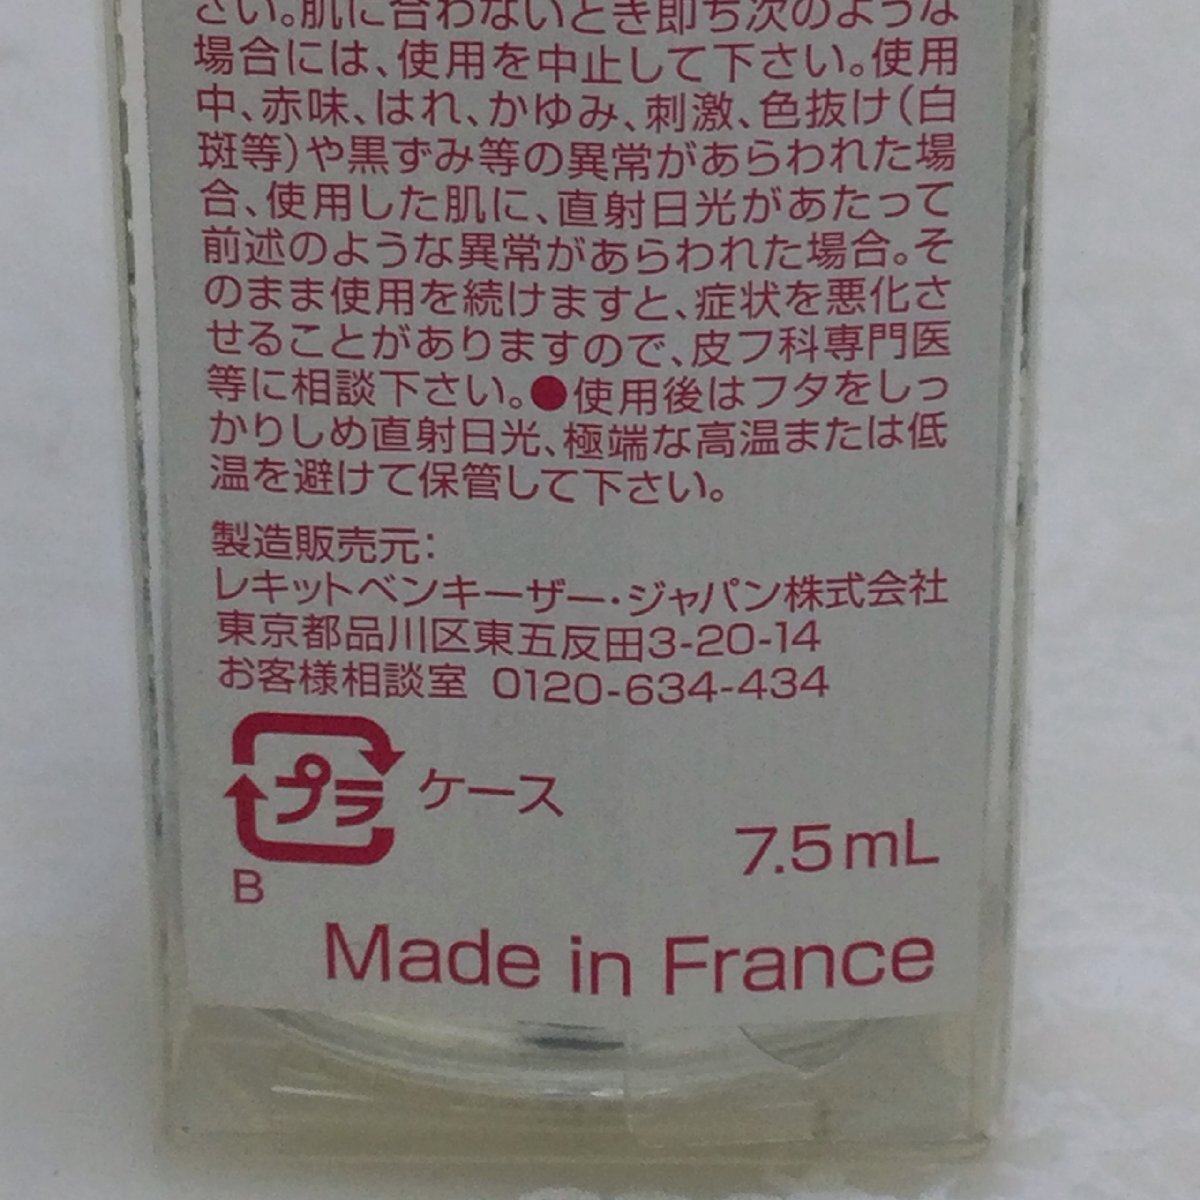 さい。肌に合わないとき即ち次のような
場合には、使用を中止して下さい。使用
中、赤味、はれ、かゆみ、刺激、色抜け(白
斑等)や黒ずみ等の異常があらわれた場
合、使用した肌に、直射日光があたって
前述のような異常があらわれた場合。そ
のまま使用を続けますと、症状を悪化さ
せることがありますので、皮フ科専門医
等に相談下さい。●使用後はフタをしっ
かりしめ直射日光、極端な高温または低
温を避けて保管して下さい。
製造販売元:
レキットベンキーザー・ジャパン株式会社
東京都品川区東五反田3-20-14
お客様相談室 0120-634-434
プラ ケース
7.5mL
B
Made in France